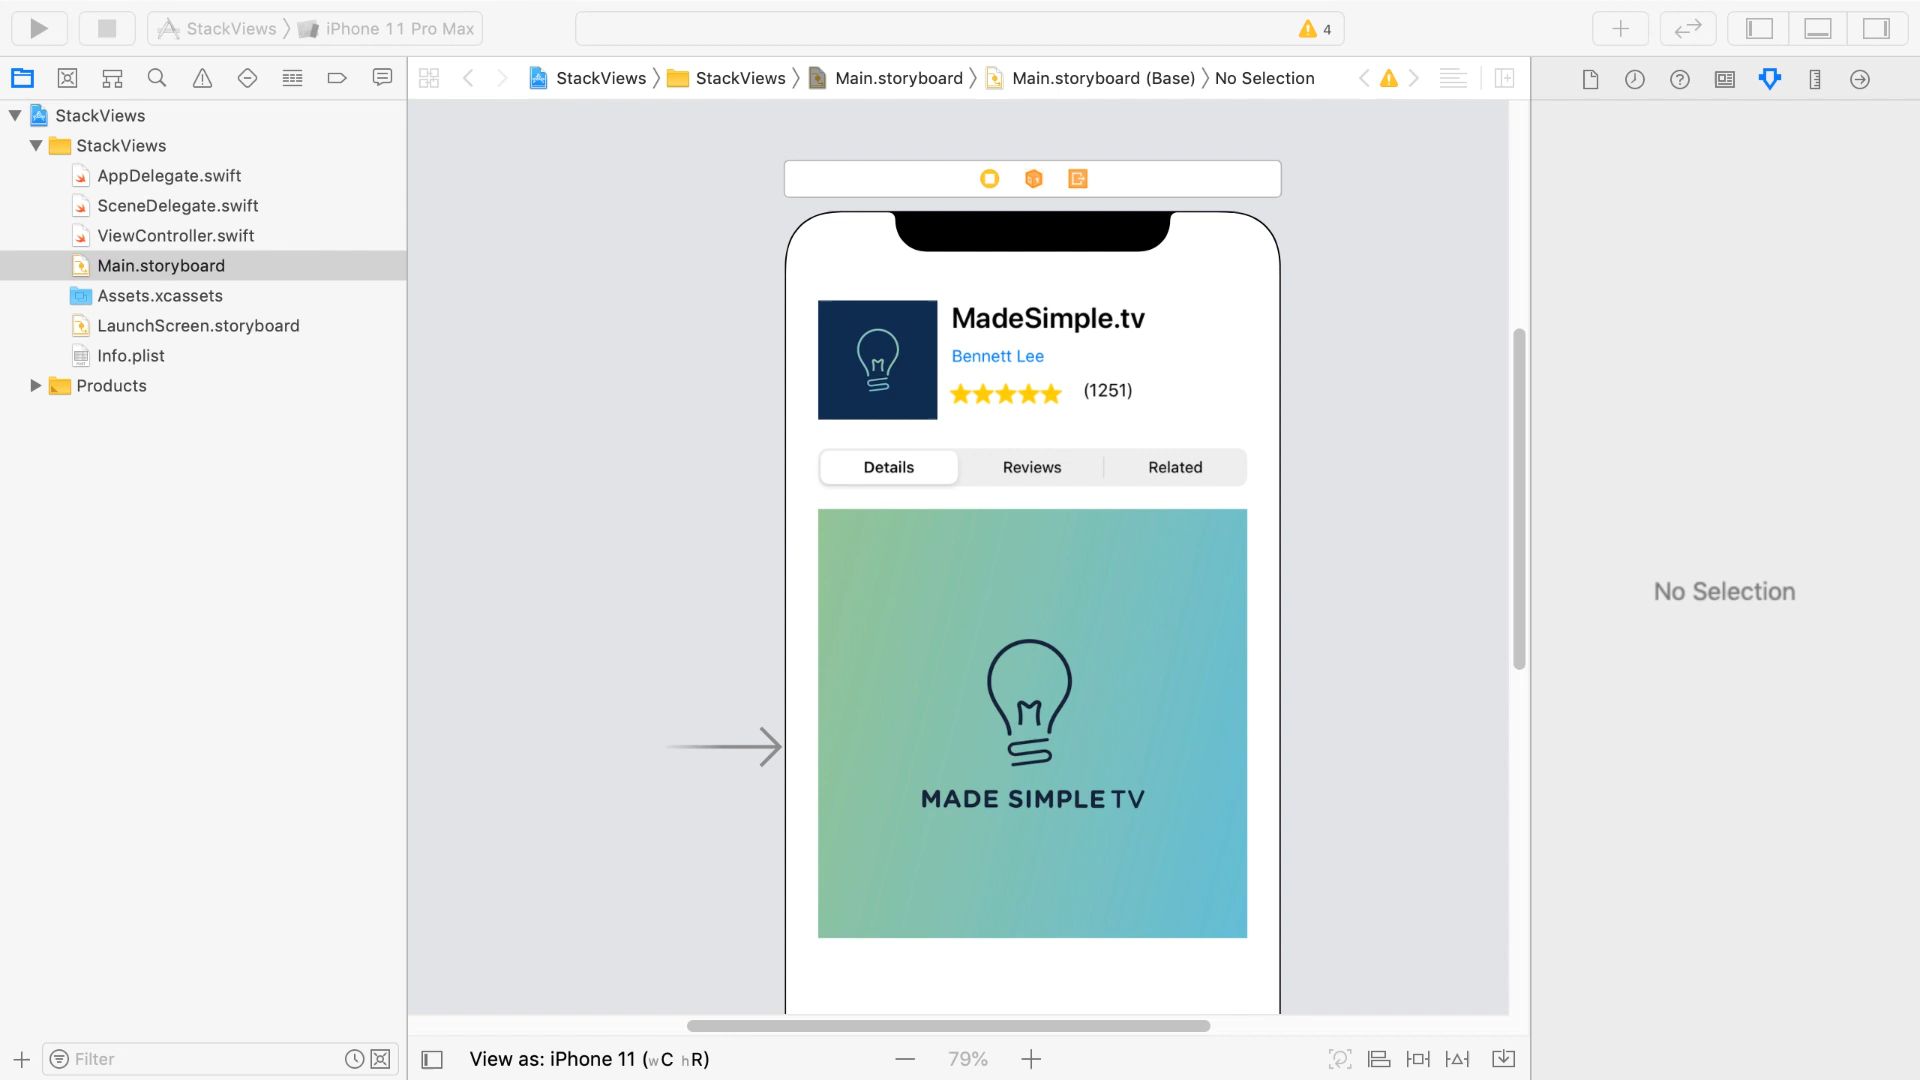 StackViews iPhone 11 Pro Max
4
StackViews StackViews Main.storyboard Main.storyboard (Base) No Selection
StackViews
StackViews
AppDelegate.swift
SceneDelegate.swift
ViewController.swift
Main.storyboard
Assets.xcassets
LaunchScreen.storyboard
Info.plist
Products
MadeSimple.tv
Bennett Lee
(1251)
Details Reviews Related
MADE SIMPLE TV
No Selection
Filter
View as: iPhone 11 (wC hR)
79%